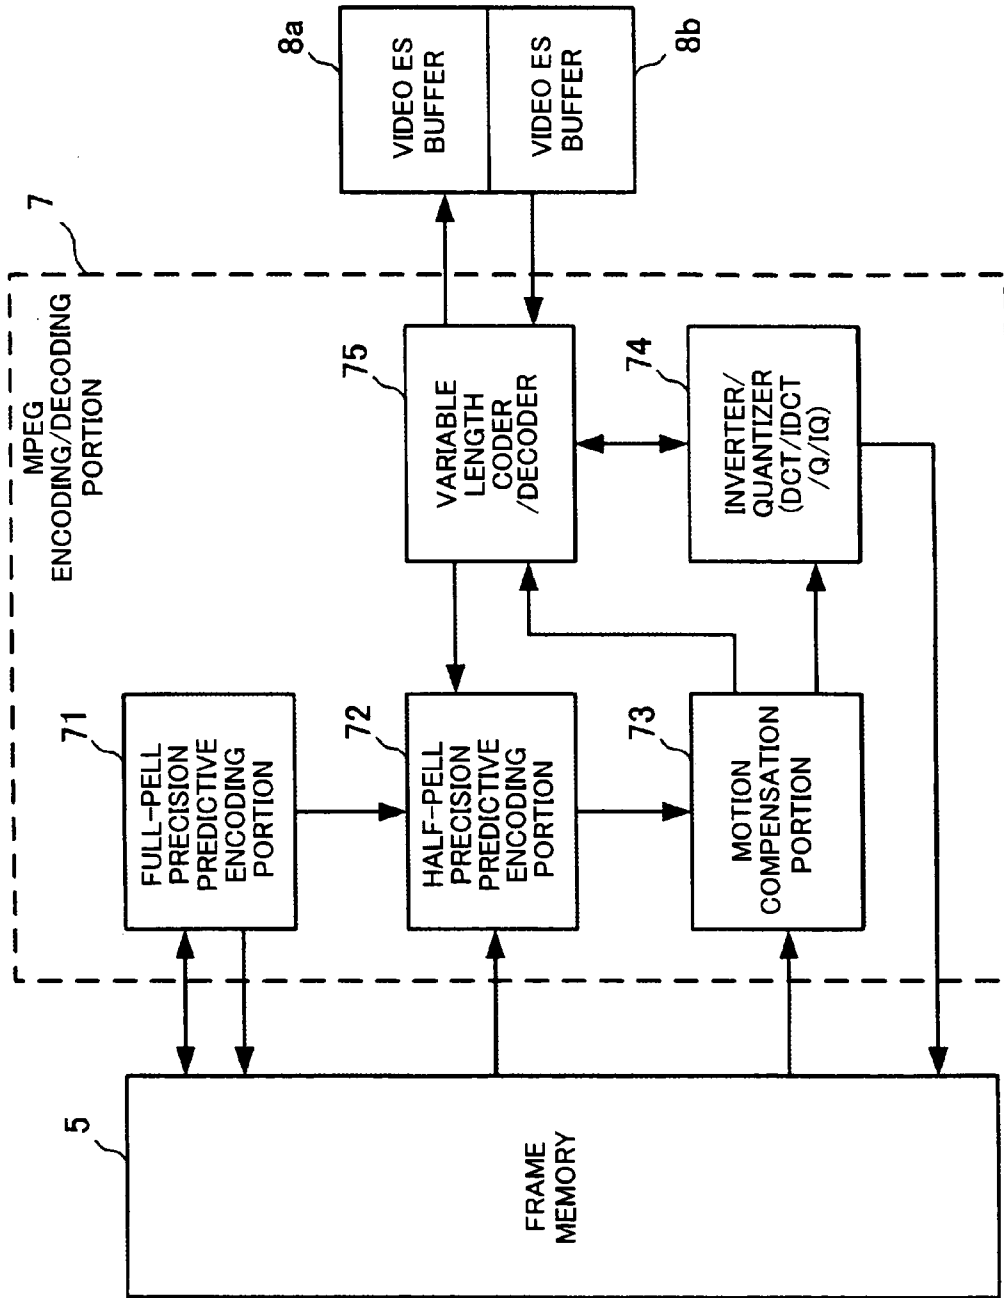 5
FRAME
MEMORY
7
MPEG
ENCODING/DECODING
PORTION
71
FULL-PELL
PRECISION
PREDICTIVE
ENCODING
PORTION
72
HALF-PELL
PRECISION
PREDICTIVE
ENCODING
PORTION
73
MOTION
COMPENSATION
PORTION
75
VARIABLE
LENGTH
CODER
/DECODER
74
INVERTER/
QUANTIZER
(DCT/IDCT
/Q/IQ)
8a
VIDEO ES
BUFFER
VIDEO ES
BUFFER
8b